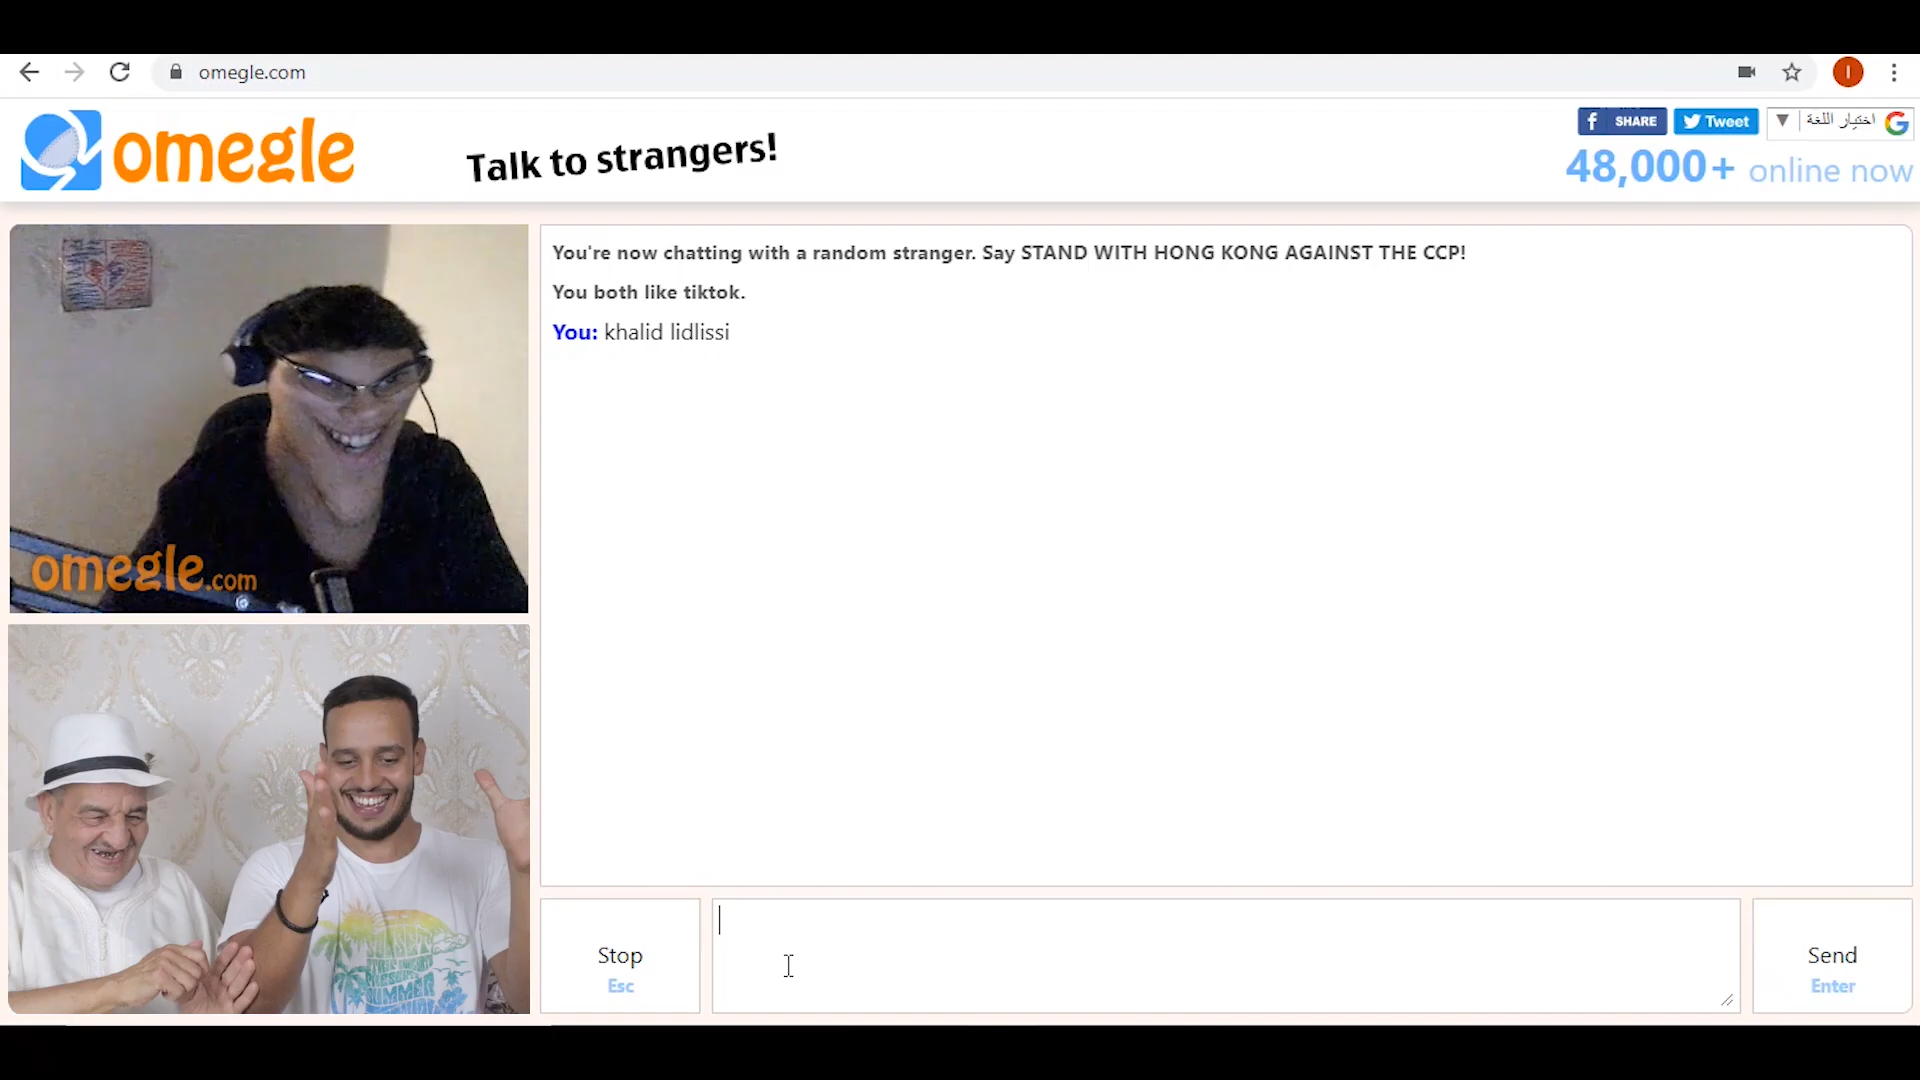 omegle.com
omegle
Talk to strangers!
SHARE
Tweet
اختيار اللغة
48,000+ online now
You're now chatting with a random stranger. Say STAND WITH HONG KONG AGAINST THE CCP!
You both like tiktok.
You: khalid lidlissi
omegle.com
SUMMER
Stop
Esc
Send
Enter